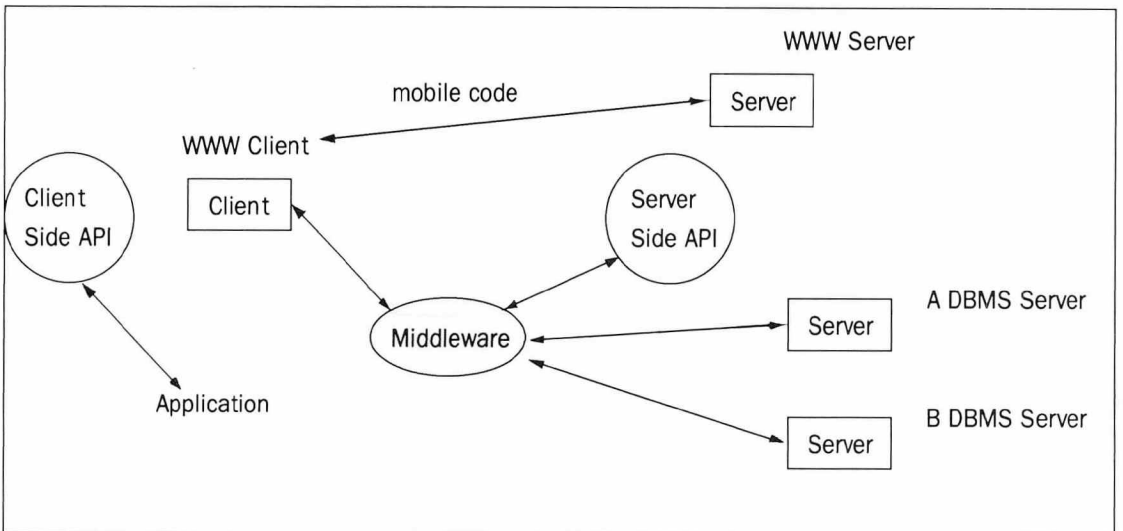 WWW Server
mobile code
Server
WWW Client
Client
Side API
Client
Server
Side API
A DBMS Server
Server
Middleware
Application
B DBMS Server
Server